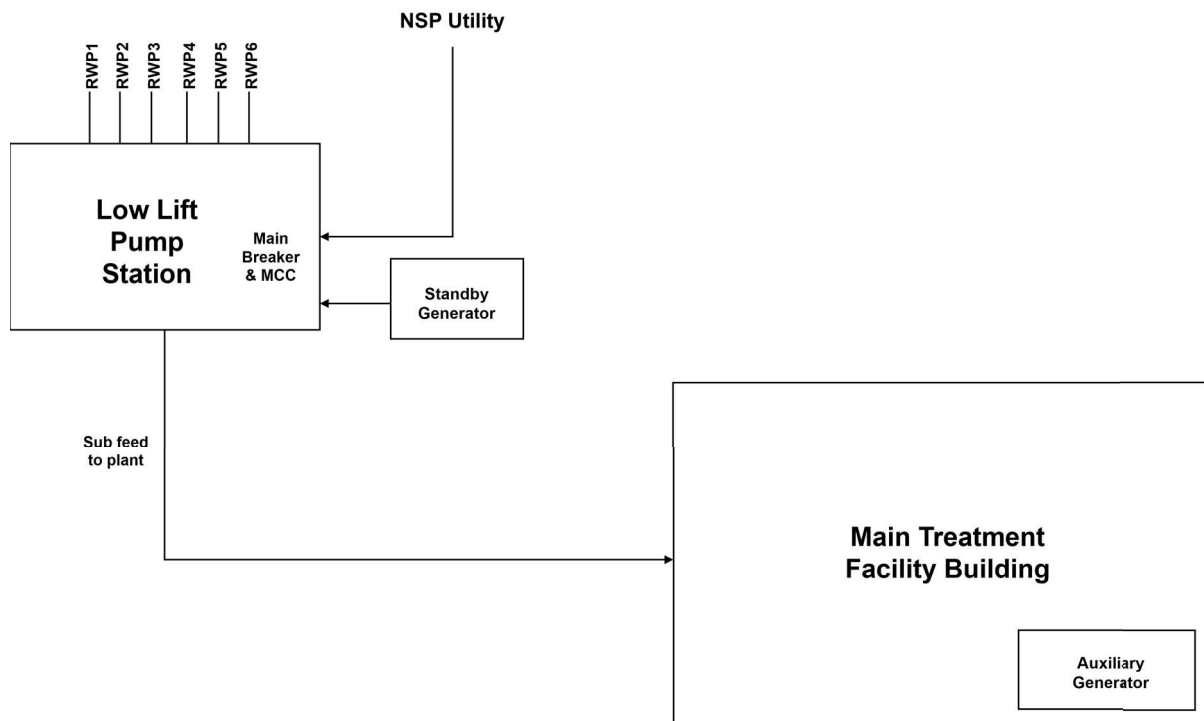 NSP Utility
RWP1
RWP2
RWP3
RWP4
RWP5
RWP6
Low Lift
Pump
Station
Main
Breaker
& MCC
Standby
Generator
Sub feed
to plant
Main Treatment
Facility Building
Auxiliary
Generator